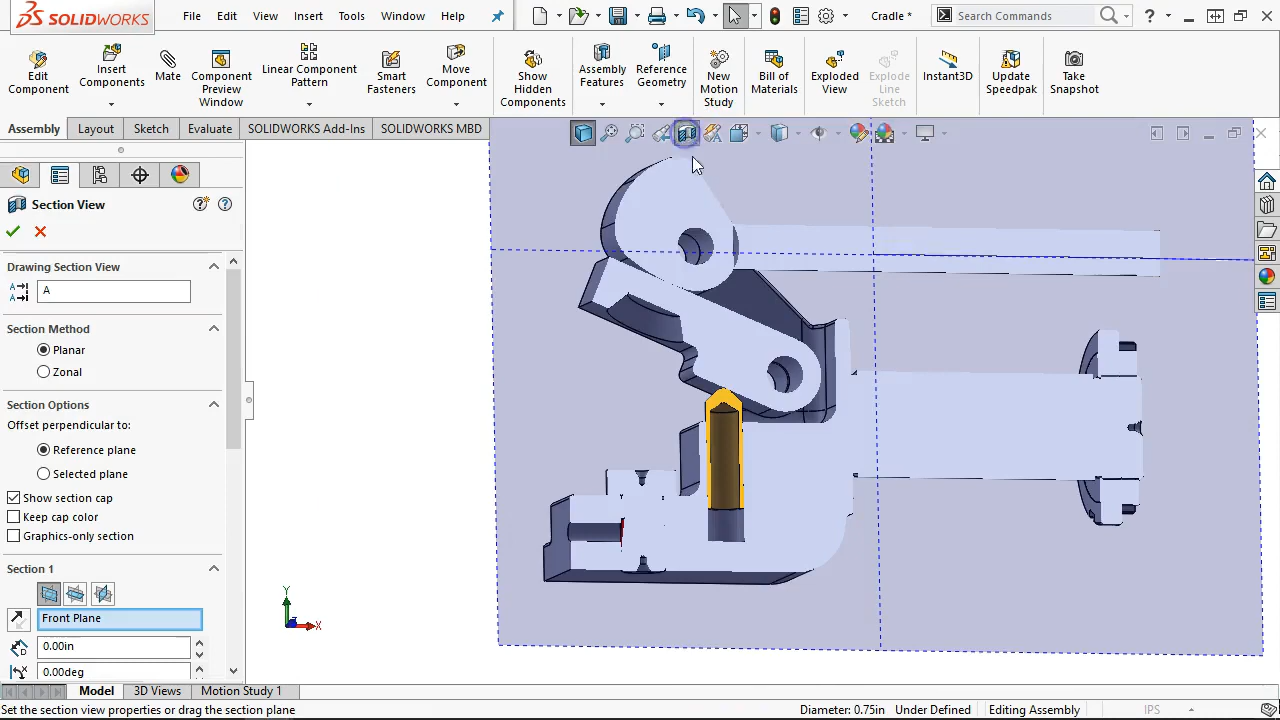 SOLIDWORKS File Edit View Insert Tools Window Help Cradle * Search Commands ?
Edit Component
Insert Components
Mate
Component Preview Window
Linear Component Pattern
Smart Fasteners
Move Component
Show Hidden Components
Assembly Features
Reference Geometry
New Motion Study
Bill of Materials
Exploded View
Explode Line Sketch
Instant3D
Update Speedpak
Take Snapshot
Assembly Layout Sketch Evaluate SOLIDWORKS Add-Ins SOLIDWORKS MBD
Section View
Drawing Section View
A
Section Method
Planar
Zonal
Section Options
Offset perpendicular to:
Reference plane
Selected plane
Show section cap
Keep cap color
Graphics-only section
Section 1
Front Plane
0.00in
0.00deg
Y
X
Model 3D Views Motion Study 1
Set the section view properties or drag the section plane Diameter: 0.75in Under Defined Editing Assembly IPS